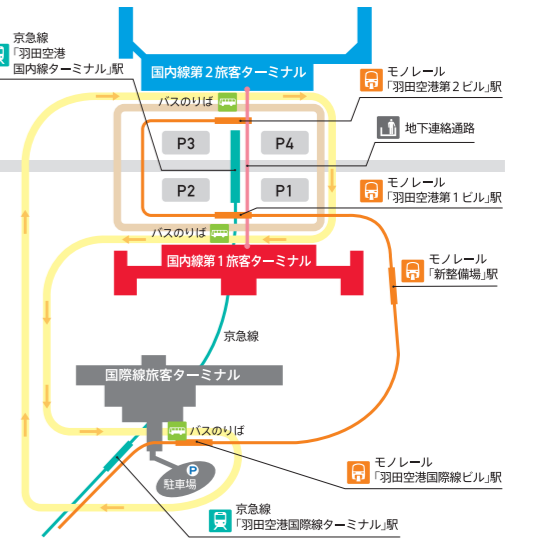 京急線
「羽田空港
国内線ターミナル」駅
国内線第2旅客ターミナル
モノレール
「羽田空港第2ビル」駅
バスのりば
地下連絡通路
P3
P4
P2
P1
モノレール
「羽田空港第1ビル」駅
バスのりば
国内線第1旅客ターミナル
モノレール
「新整備場」駅
京急線
国際線旅客ターミナル
バスのりば
モノレール
「羽田空港国際線ビル」駅
P
駐車場
京急線
「羽田空港国際線ターミナル」駅